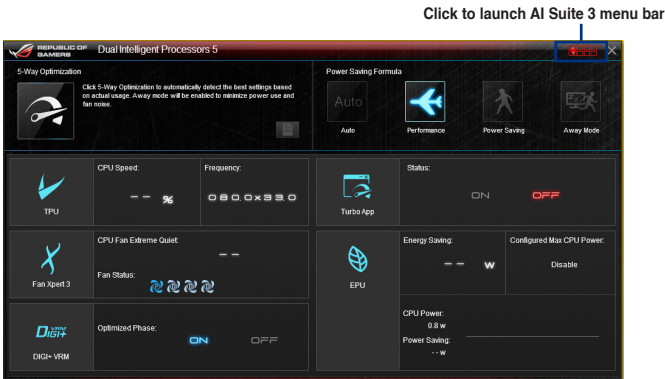 Click to launch AI Suite 3 menu bar
REPUBLIC OF
GAMERS
Dual Intelligent Processors 5
5-Way Optimization
Click 5-Way Optimization to automatically detect the best settings based
on actual usage. Away mode will be enabled to minimize power use and
fan noise.
Power Saving Formula
Auto
Auto
Performance
Power Saving
Away Mode
TPU
CPU Speed:
-- %
Frequency:
080.0x33.0
Turbo App
Status:
ON OFF
Fan Xpert 3
CPU Fan Extreme Quiet:
--
Fan Status:
EPU
Energy Saving:
-- W
Configured Max CPU Power:
Disable
CPU Power:
0.8 w
Power Saving:
-- w
DIGI+ VRM
DIGI+ VRM
Optimized Phase:
ON OFF